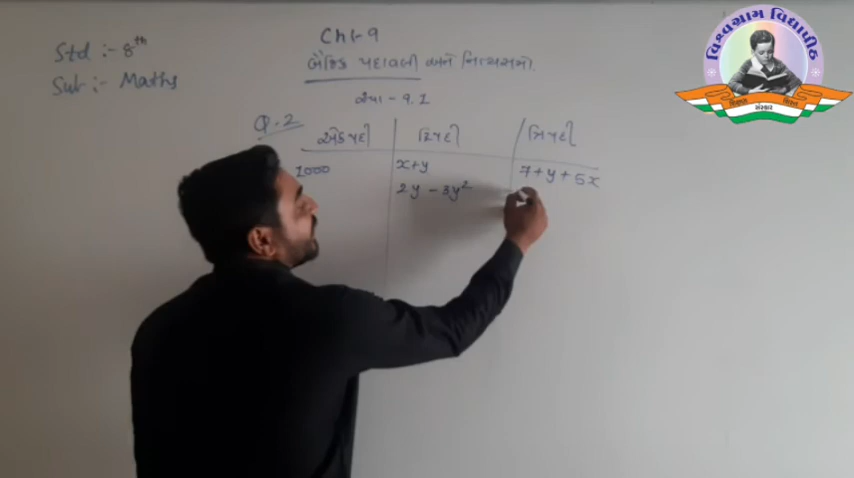 Std :- 8th
Sub :- Maths
Ch:-9
બૈજિક પદાવલી અને નિત્યસમો.
સ્વા - 9.1
Q.2
એકપદી દ્વિપદી ત્રિપદી
1000 x+y 7+y+5x
2y - 3y²
વિશ્વગ્રામ વિદ્યાપીઠ
સંસ્કાર